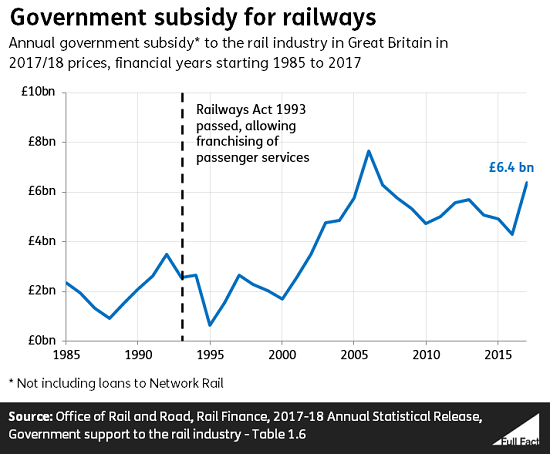 Government subsidy for railways
Annual government subsidy* to the rail industry in Great Britain in
2017/18 prices, financial years starting 1985 to 2017
£10bn
Railways Act 1993
passed, allowing
franchising of
passenger services
£8bn
£6.4 bn
£6bn
£4bn
£2bn
£0bn
1985 1990 1995 2000 2005 2010 2015
* Not including loans to Network Rail
Source: Office of Rail and Road, Rail Finance, 2017-18 Annual Statistical Release,
Government support to the rail industry - Table 1.6
Full Fact